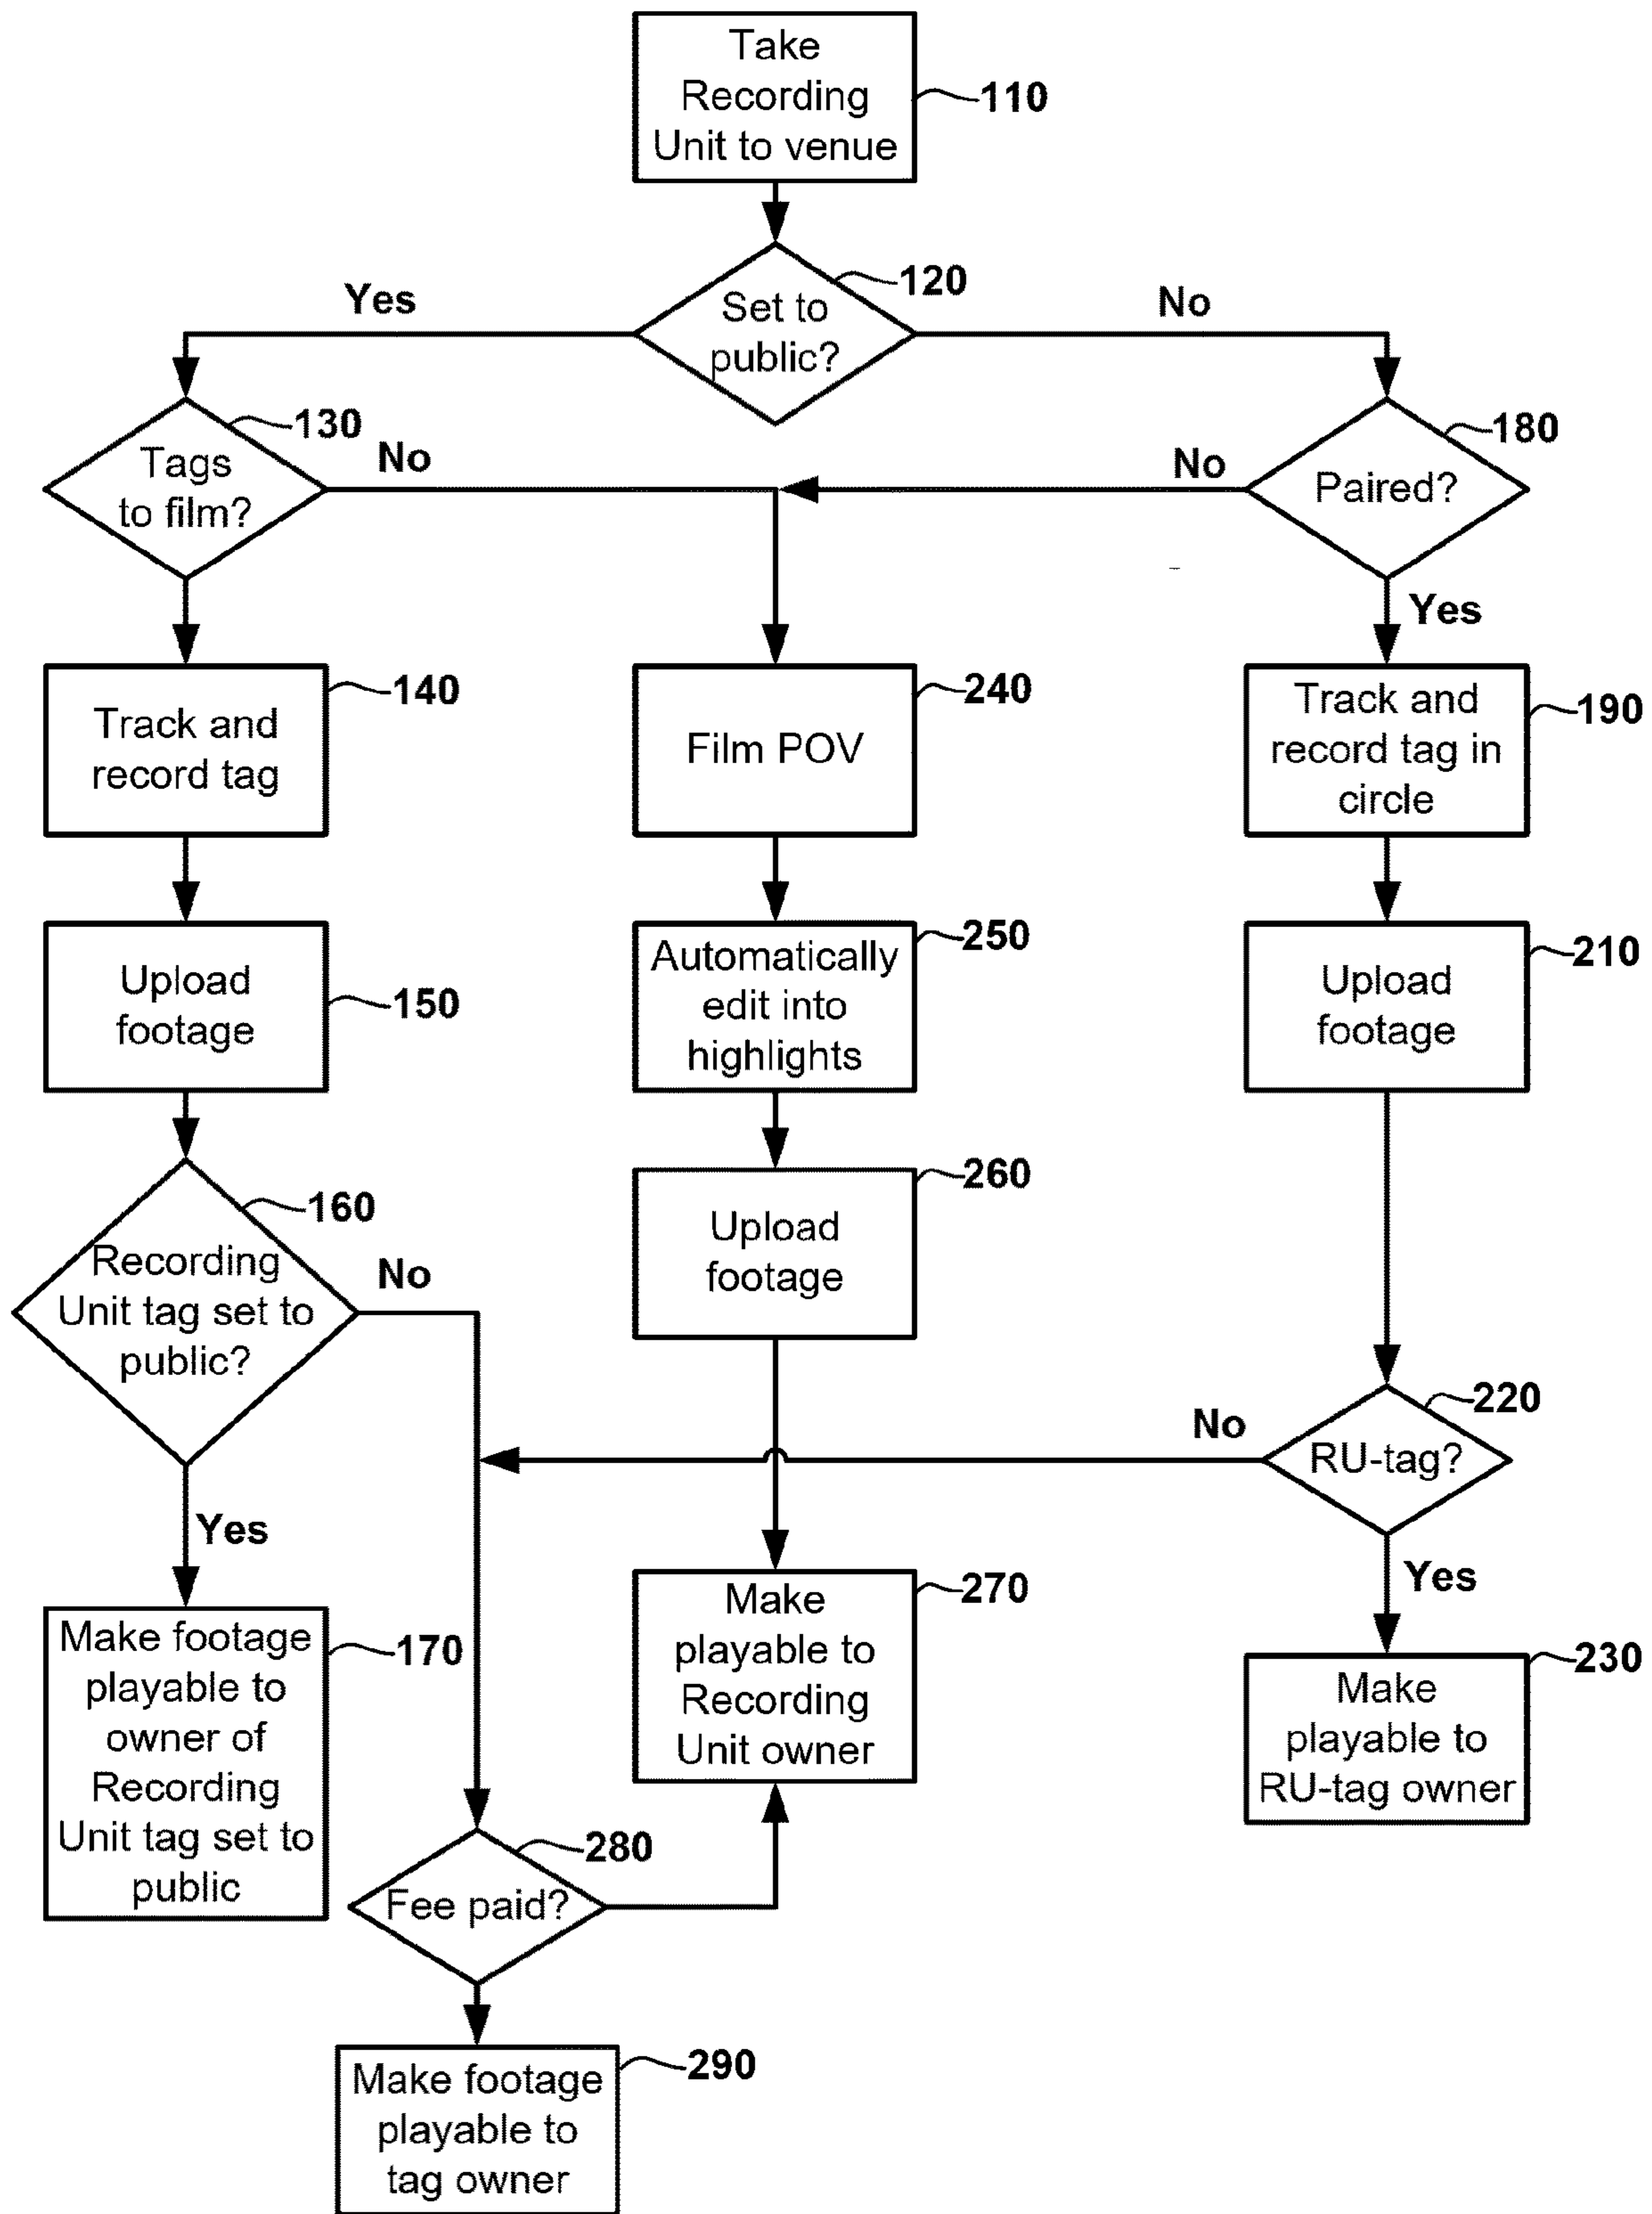 Take
Recording
Unit to venue
110
120
Yes
Set to
public?
No
130
Tags
to film?
No
180
No
Paired?
Yes
140
Track and
record tag
240
Film POV
190
Track and
record tag in
circle
150
Upload
footage
250
Automatically
edit into
highlights
210
Upload
footage
160
Recording
Unit tag set to
public?
No
260
Upload
footage
220
No
RU-tag?
Yes
Yes
170
Make footage
playable to
owner of
Recording
Unit tag set to
public
270
Make
playable to
Recording
Unit owner
230
Make
playable to
RU-tag owner
280
Fee paid?
290
Make footage
playable to
tag owner